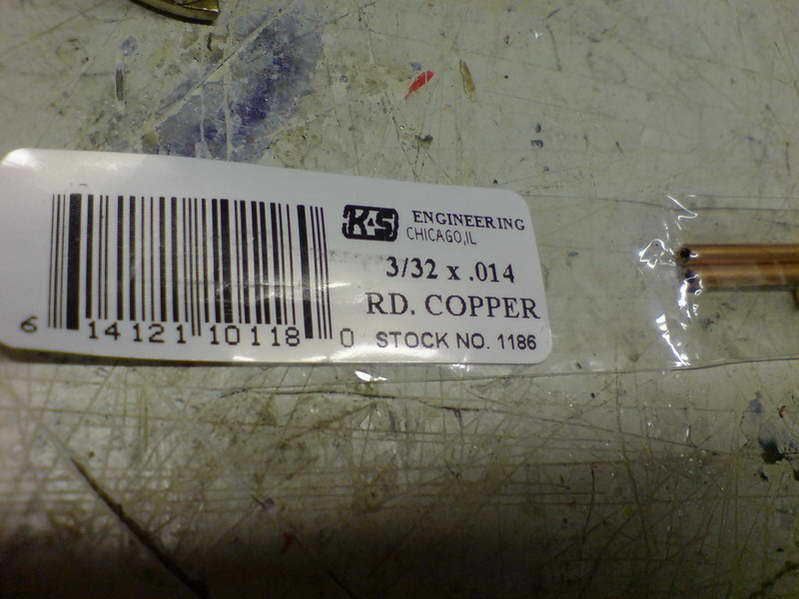 K&S ENGINEERING
CHICAGO, IL
3/32 x .014
RD. COPPER
STOCK NO. 1186
6 14121 10118 0